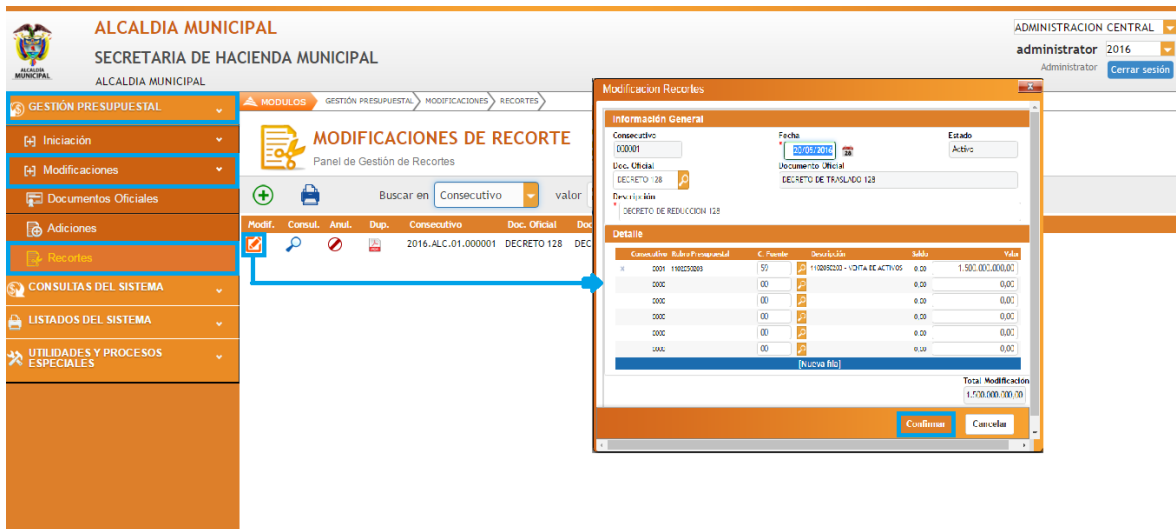 ALCALDIA MUNICIPAL
SECRETARIA DE HACIENDA MUNICIPAL
ALCALDIA MUNICIPAL
ALCALDIA
MUNICIPAL
ADMINISTRACION CENTRAL
administrator 2016
Administrator Cerrar sesión
GESTIÓN PRESUPUESTAL
[+] Iniciación
[+] Modificaciones
Documentos Oficiales
Adiciones
Recortes
CONSULTAS DEL SISTEMA
LISTADOS DEL SISTEMA
UTILIDADES Y PROCESOS
ESPECIALES
MODULOS GESTIÓN PRESUPUESTAL MODIFICACIONES RECORTES
MODIFICACIONES DE RECORTE
Panel de Gestión de Recortes
Buscar en Consecutivo valor
Modif. Consul. Anul. Dup. Consecutivo Doc. Oficial Doc
2016.ALC.01.000001 DECRETO 128 DEC
Modificacion Recortes
Información General
Consecutivo Fecha Estado
000001 * 20/05/2016 Activo
Doc. Oficial Documento Oficial
DECRETO 128 DECRETO DE TRASLADO 128
Descripción
* DECRETO DE REDUCCION 128
Detalle
Consecutivo Rubro Presupuestal C. Fuente Descripción Saldo Valor
0001 1102050203 59 1102050203 - VENTA DE ACTIVOS 0.00 1.500.000.000,00
0000 00 0.00 0,00
0000 00 0.00 0,00
0000 00 0.00 0,00
0000 00 0.00 0,00
0000 00 0.00 0,00
[Nueva fila]
Total Modificación
1.500.000.000,00
Confirmar Cancelar